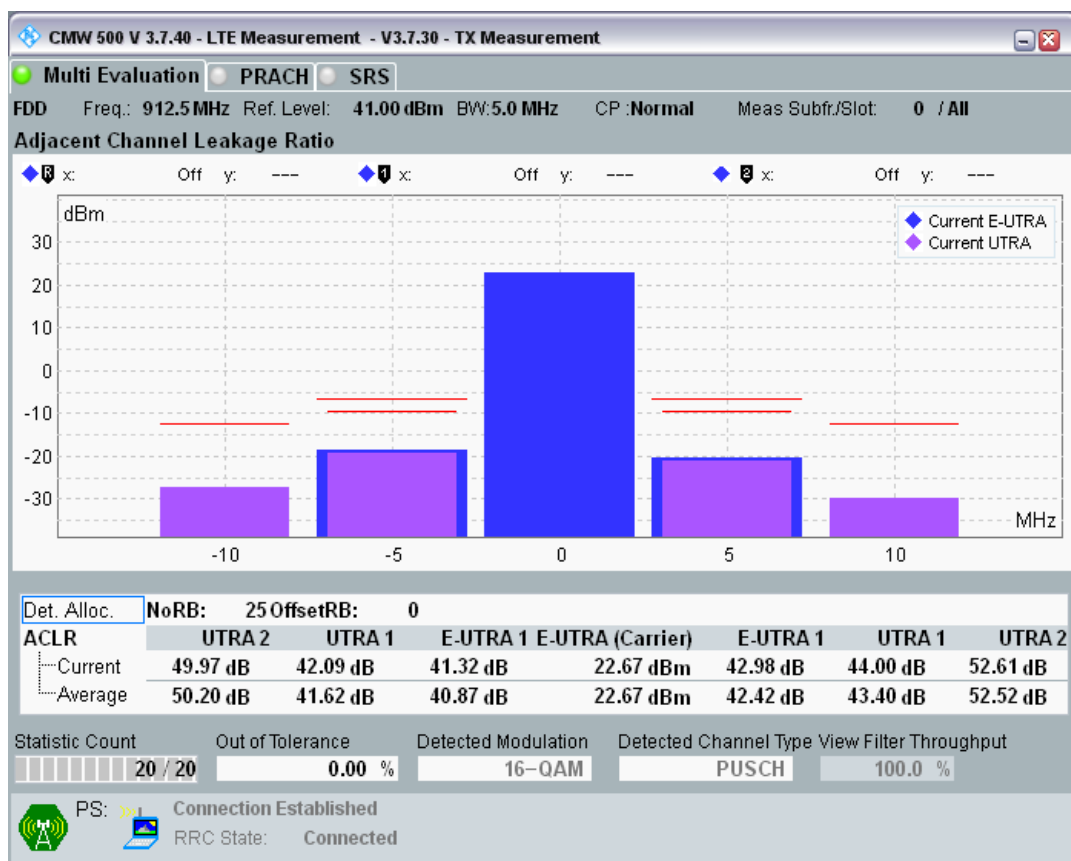 CMW 500 V 3.7.40 - LTE Measurement - V3.7.30 - TX Measurement
Multi Evaluation PRACH SRS
FDD Freq.: 912.5 MHz Ref. Level: 41.00 dBm BW:5.0 MHz CP :Normal Meas Subfr./Slot: 0 / All
Adjacent Channel Leakage Ratio
R x: Off y: --- 1 x: Off y: --- 2 x: Off y: ---
dBm
Current E-UTRA
Current UTRA
30
20
10
0
-10
-20
-30
MHz
-10 -5 0 5 10
Det. Alloc. NoRB: 25 OffsetRB: 0
ACLR UTRA 2 UTRA 1 E-UTRA 1 E-UTRA (Carrier) E-UTRA 1 UTRA 1 UTRA 2
Current 49.97 dB 42.09 dB 41.32 dB 22.67 dBm 42.98 dB 44.00 dB 52.61 dB
Average 50.20 dB 41.62 dB 40.87 dB 22.67 dBm 42.42 dB 43.40 dB 52.52 dB
Statistic Count Out of Tolerance Detected Modulation Detected Channel Type View Filter Throughput
20 / 20 0.00 % 16-QAM PUSCH 100.0 %
PS: Connection Established
RRC State: Connected